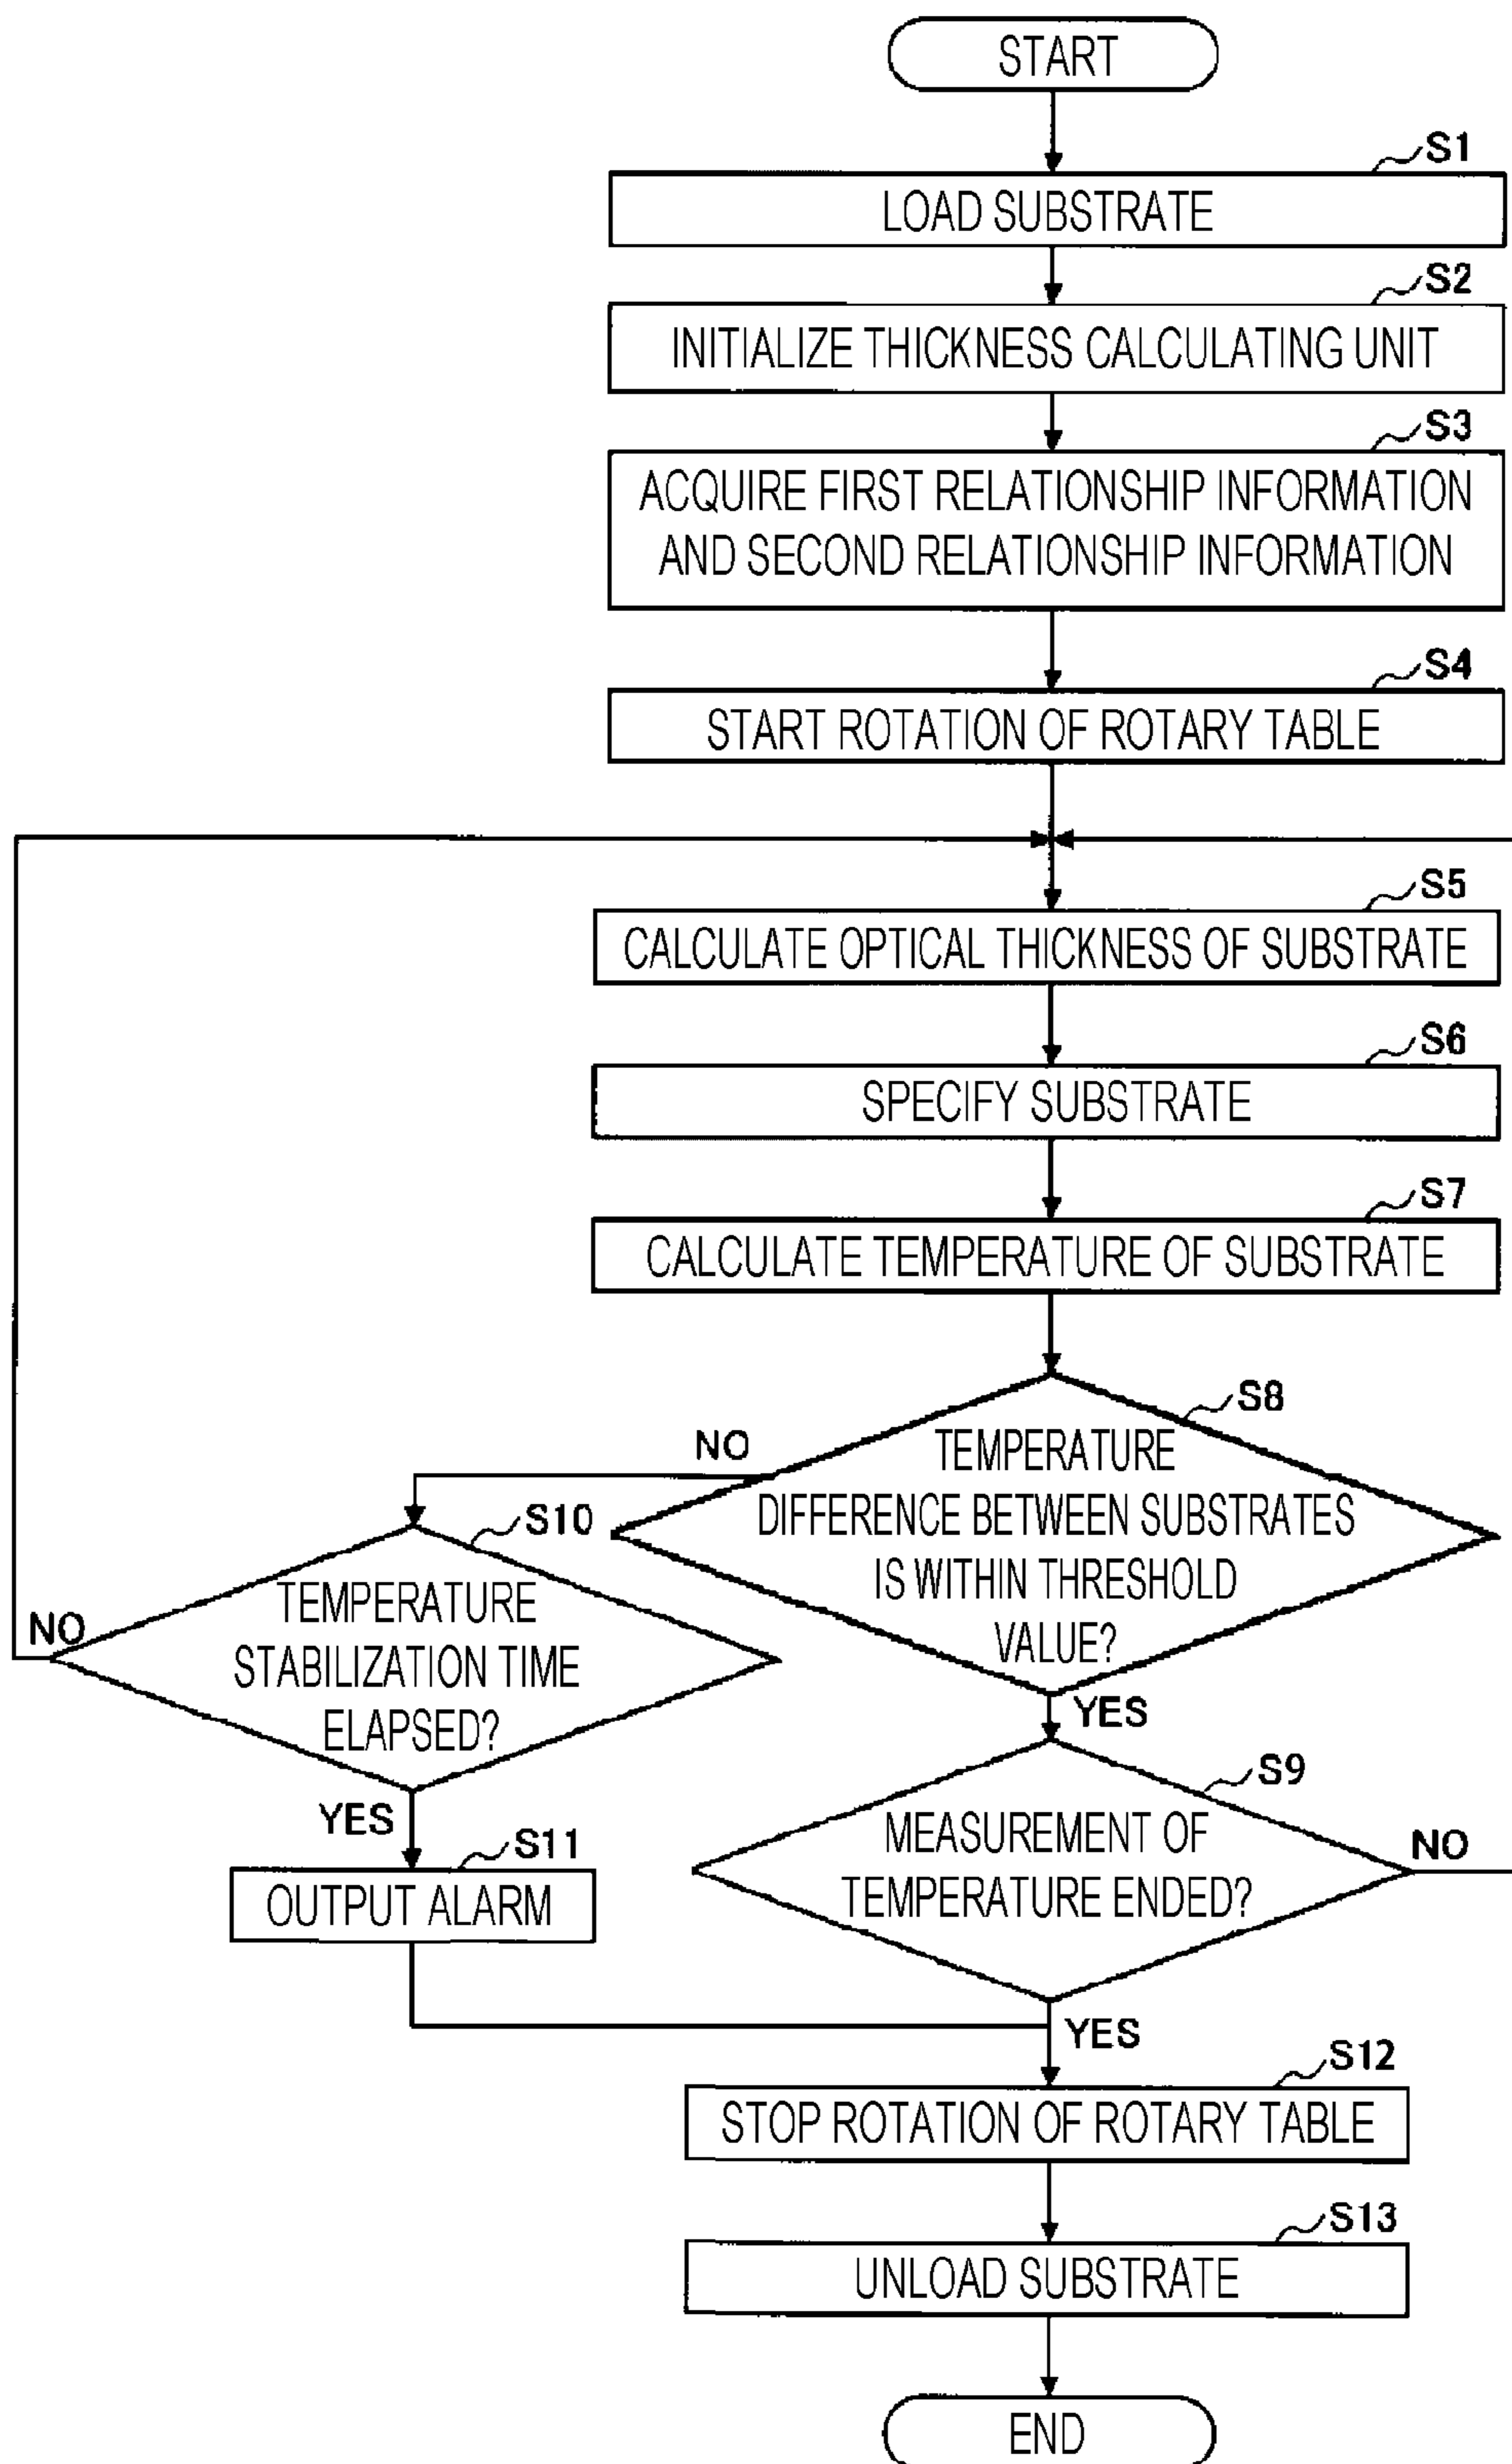 START
S1
LOAD SUBSTRATE
S2
INITIALIZE THICKNESS CALCULATING UNIT
S3
ACQUIRE FIRST RELATIONSHIP INFORMATION
AND SECOND RELATIONSHIP INFORMATION
S4
START ROTATION OF ROTARY TABLE
S5
CALCULATE OPTICAL THICKNESS OF SUBSTRATE
S6
SPECIFY SUBSTRATE
S7
CALCULATE TEMPERATURE OF SUBSTRATE
S8
TEMPERATURE
DIFFERENCE BETWEEN SUBSTRATES
IS WITHIN THRESHOLD
VALUE?
NO
YES
S10
TEMPERATURE
STABILIZATION TIME
ELAPSED?
NO
YES
S11
OUTPUT ALARM
S9
MEASUREMENT OF
TEMPERATURE ENDED?
NO
YES
S12
STOP ROTATION OF ROTARY TABLE
S13
UNLOAD SUBSTRATE
END